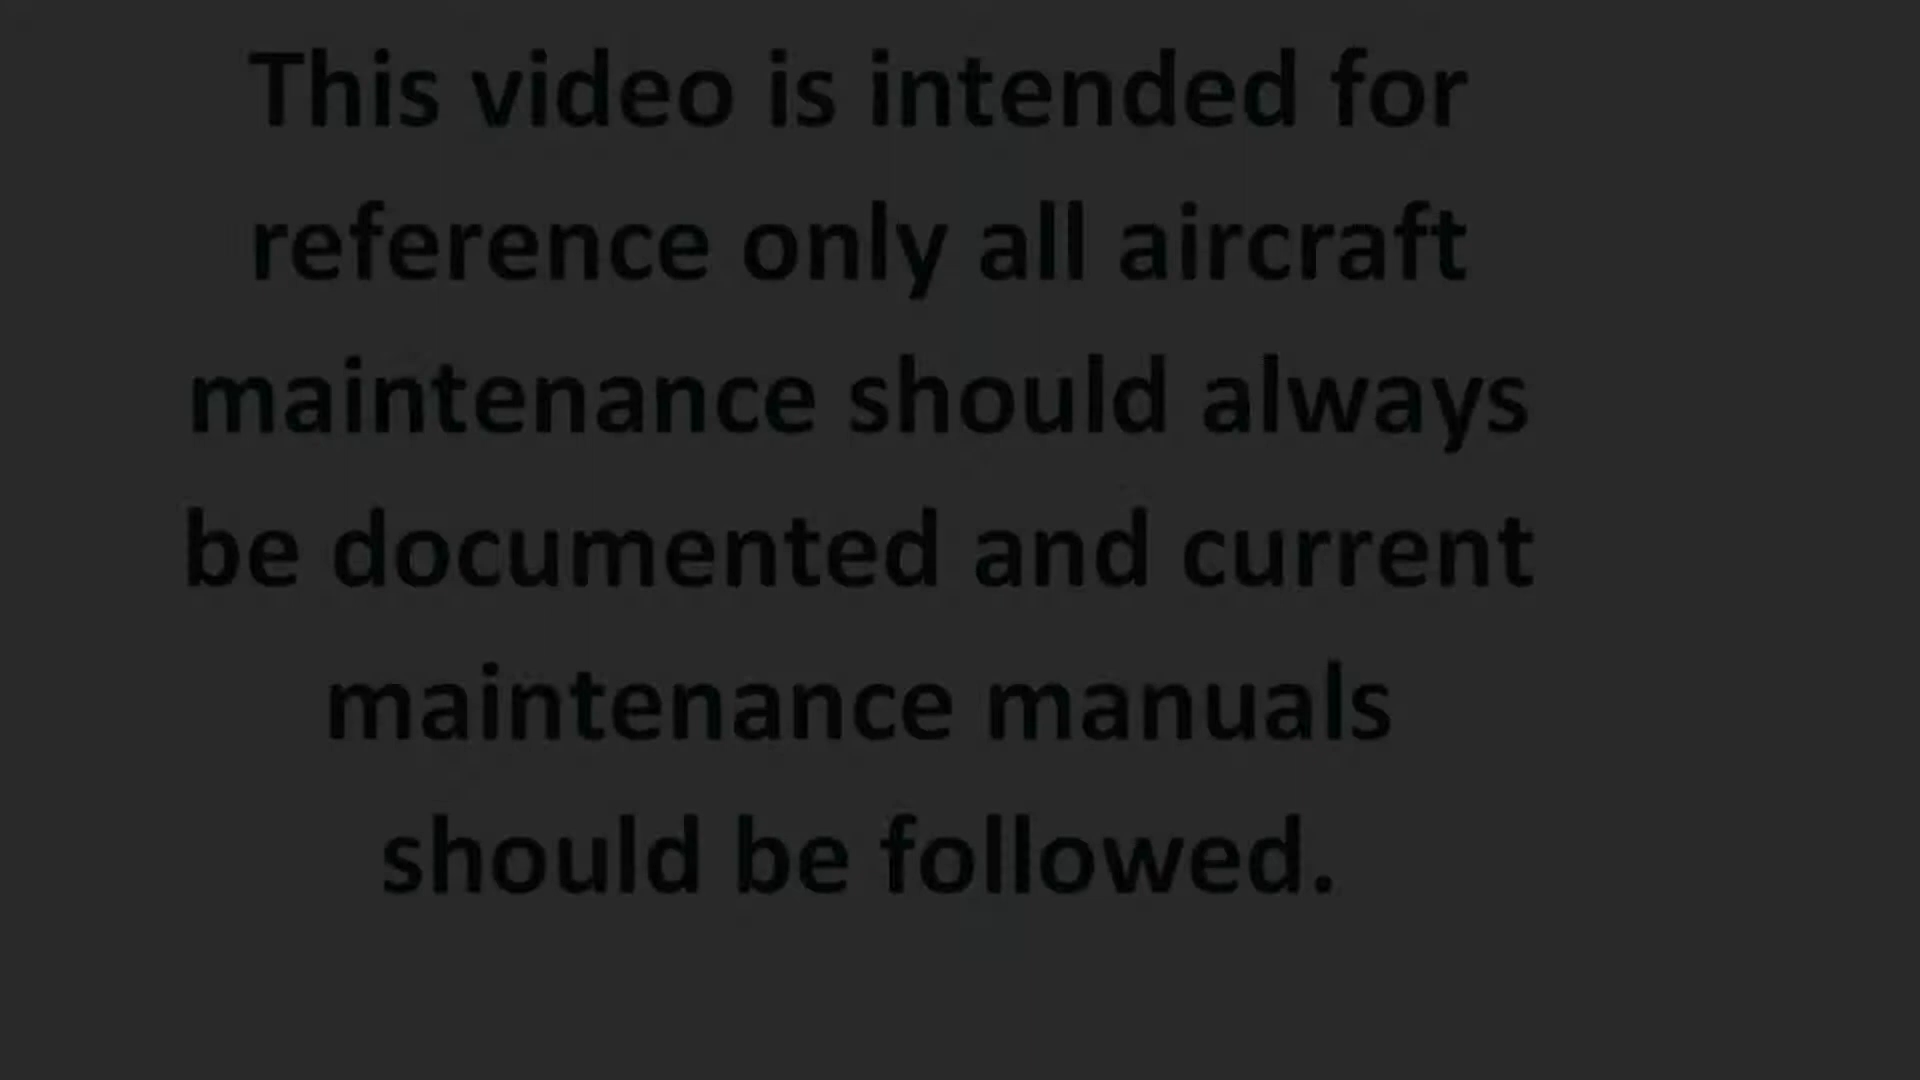 This video is intended for
reference only all aircraft
maintenance should always
be documented and current
maintenance manuals
should be followed.